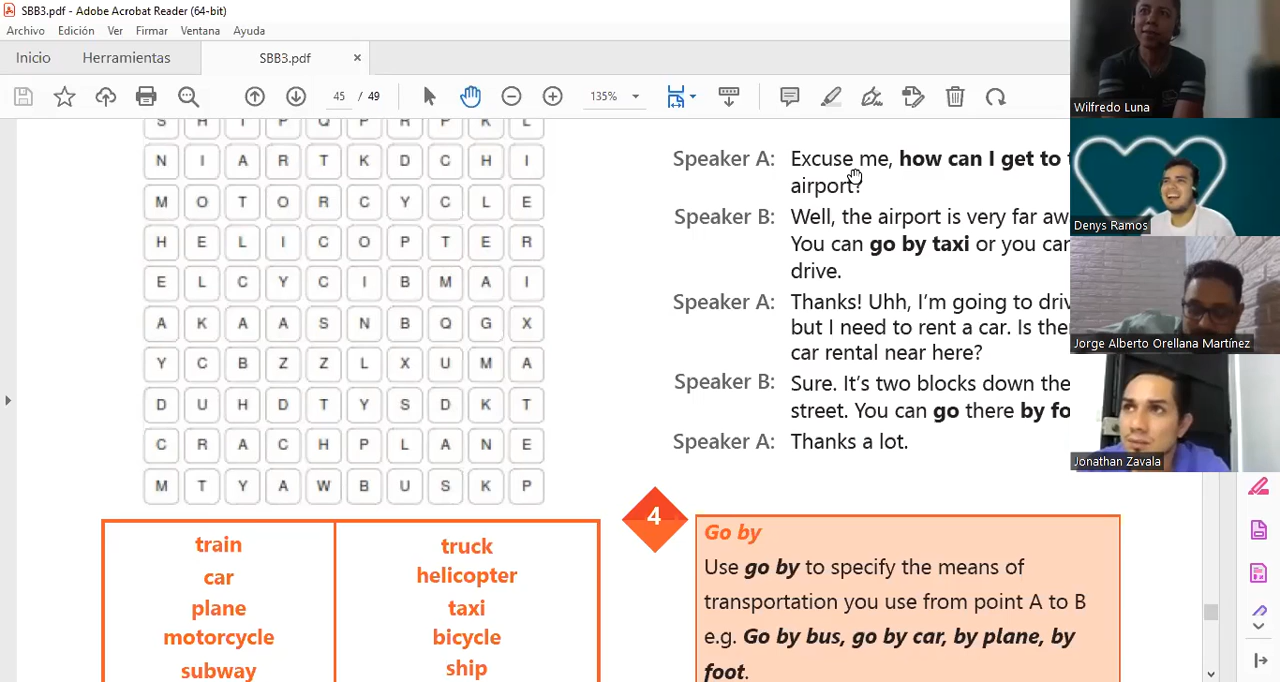 SBB3.pdf - Adobe Acrobat Reader (64-bit)
Archivo Edición Ver Firmar Ventana Ayuda
Inicio Herramientas SBB3.pdf ×
45 / 49 135%
S H I P Q P R P K L
N I A R T K D C H I
M O T O R C Y C L E
H E L I C O P T E R
E L C Y C I B M A I
A K A A S N B Q G X
Y C B Z Z L X U M A
D U H D T Y S D K T
C R A C H P L A N E
M T Y A W B U S K P
train truck
car helicopter
plane taxi
motorcycle bicycle
subway ship
Speaker A: Excuse me, how can I get to
airport?
Speaker B: Well, the airport is very far aw
You can go by taxi or you can
drive.
Speaker A: Thanks! Uhh, I'm going to driv
but I need to rent a car. Is the
car rental near here?
Speaker B: Sure. It's two blocks down the
street. You can go there by fo
Speaker A: Thanks a lot.
4
Go by
Use go by to specify the means of
transportation you use from point A to B
e.g. Go by bus, go by car, by plane, by
foot.
Wilfredo Luna
Denys Ramos
Jorge Alberto Orellana Martínez
Jonathan Zavala